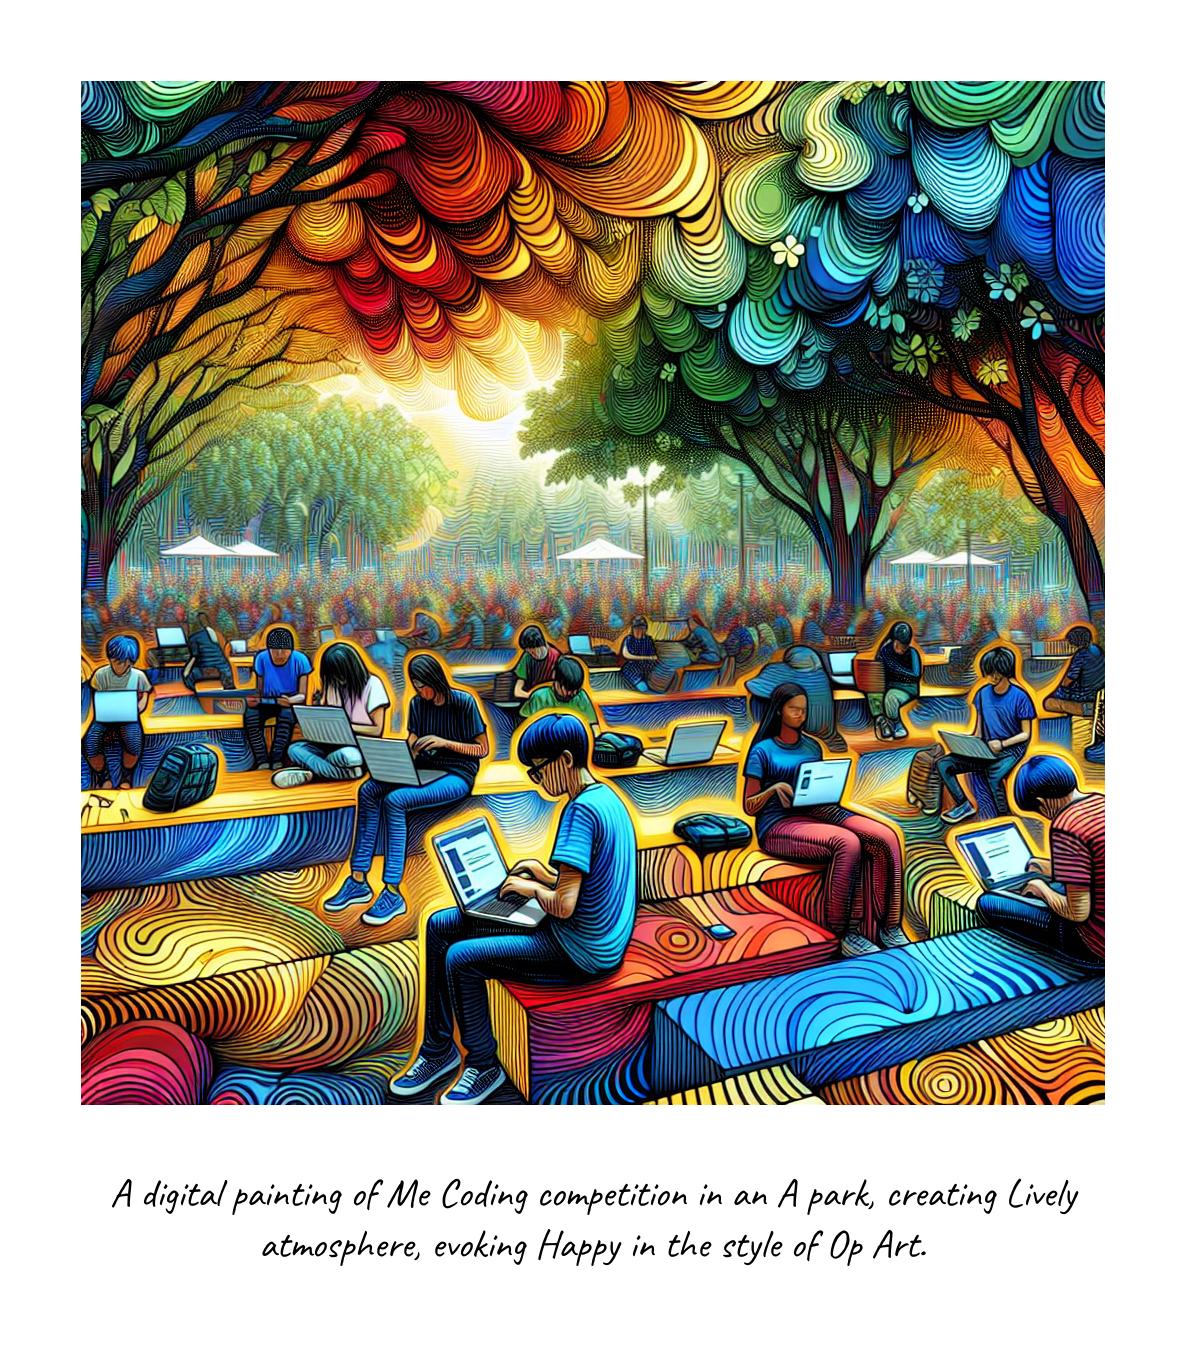 A digital painting of Me Coding competition in an A park, creating Lively
atmosphere, evoking Happy in the style of Op Art.